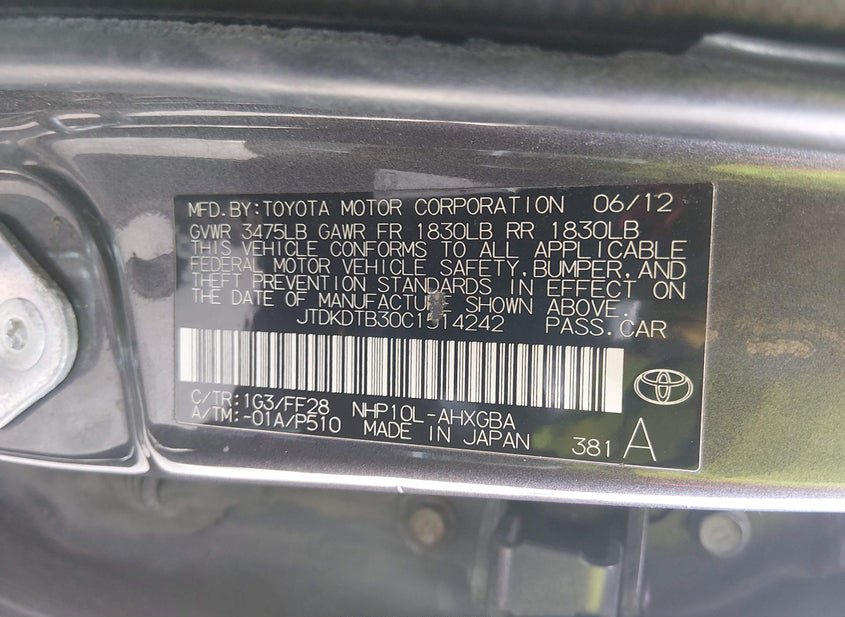 MFD.BY:TOYOTA MOTOR CORPORATION 06/12
GVWR 3475LB GAWR FR 1830LB RR 1830LB
THIS VEHICLE CONFORMS TO ALL APPLICABLE
FEDERAL MOTOR VEHICLE SAFETY,BUMPER,AND
THEFT PREVENTION STANDARDS IN EFFECT ON
THE DATE OF MANUFACTURE SHOWN ABOVE.
JTDKDTB30C1514242 PASS.CAR
C/TR:1G3/FF28 NHP10L-AHXGBA
A/TM:-01A/P510 MADE IN JAPAN 381 A